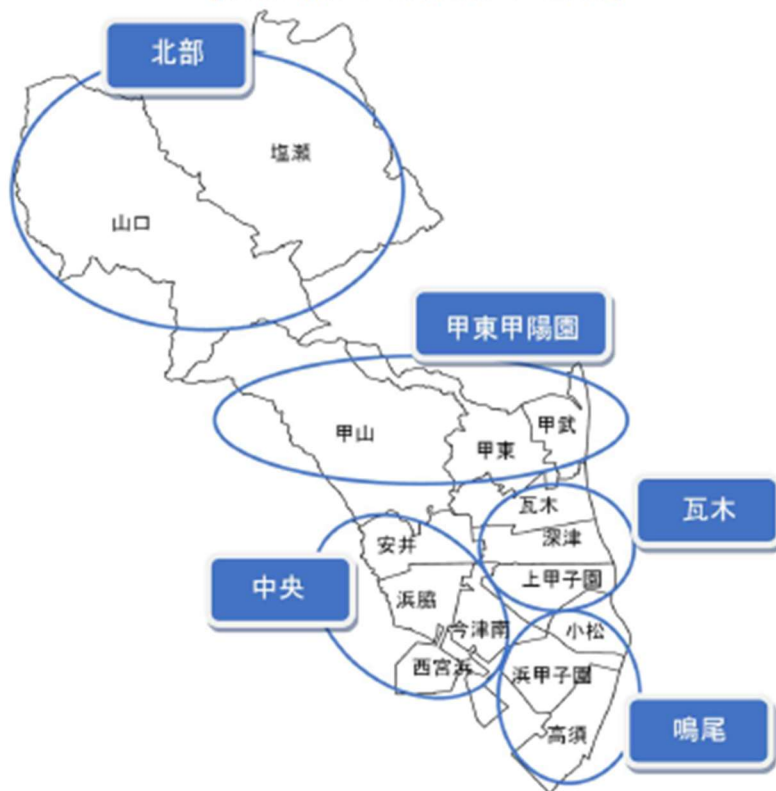 北部
塩瀬
山口
甲東甲陽園
甲武
甲山
甲東
瓦木
瓦木
深津
安井
上甲子園
中央
浜脇
今津南
小松
西宮浜
浜甲子園
鳴尾
高須